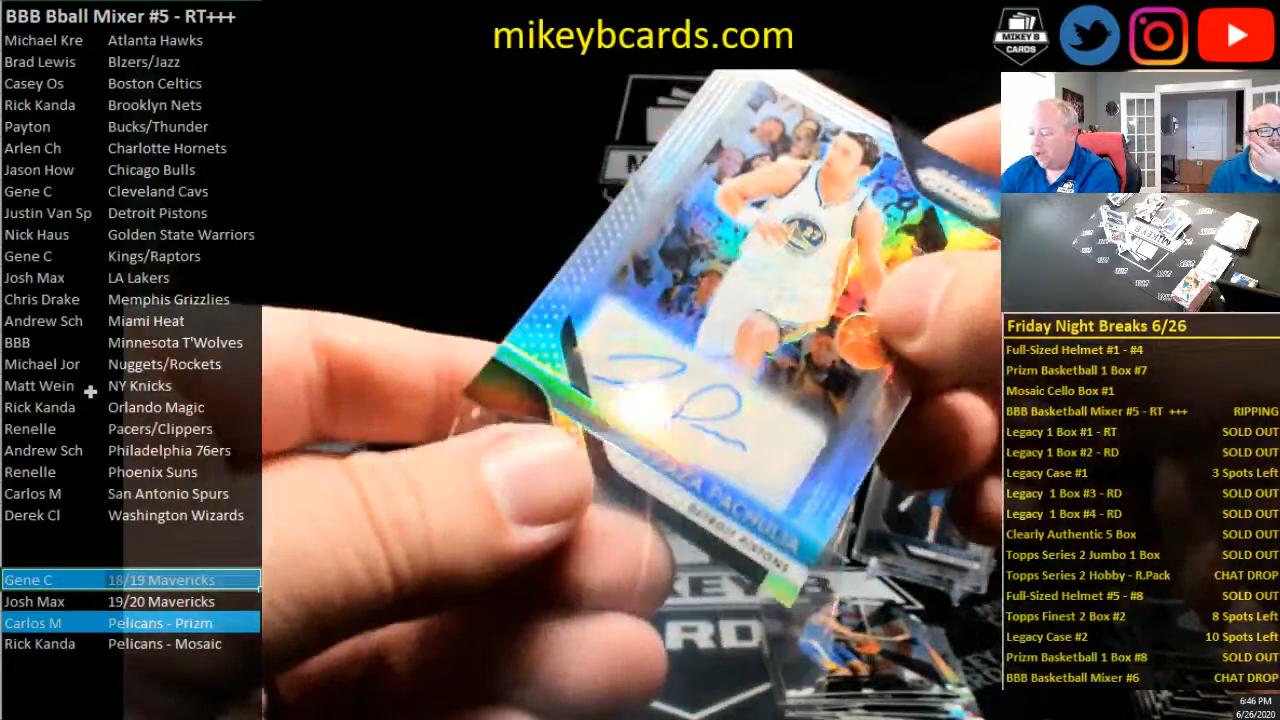 BBB Bball Mixer #5 - RT+++
Michael Kre Atlanta Hawks
Brad Lewis Blzers/Jazz
Casey Os Boston Celtics
Rick Kanda Brooklyn Nets
Payton Bucks/Thunder
Arlen Ch Charlotte Hornets
Jason How Chicago Bulls
Gene C Cleveland Cavs
Justin Van Sp Detroit Pistons
Nick Haus Golden State Warriors
Gene C Kings/Raptors
Josh Max LA Lakers
Chris Drake Memphis Grizzlies
Andrew Sch Miami Heat
BBB Minnesota T'Wolves
Michael Jor Nuggets/Rockets
Matt Wein NY Knicks
Rick Kanda Orlando Magic
Renelle Pacers/Clippers
Andrew Sch Philadelphia 76ers
Renelle Phoenix Suns
Carlos M San Antonio Spurs
Derek Cl Washington Wizards
Gene C 18/19 Mavericks
Josh Max 19/20 Mavericks
Carlos M Pelicans - Prizm
Rick Kanda Pelicans - Mosaic
mikeybcards.com
MIKEY B
CARDS
PACHULIA
DETROIT PISTONS
Friday Night Breaks 6/26
Full-Sized Helmet #1 - #4
Prizm Basketball 1 Box #7
Mosaic Cello Box #1
BBB Basketball Mixer #5 - RT +++ RIPPING
Legacy 1 Box #1 - RT SOLD OUT
Legacy 1 Box #2 - RD SOLD OUT
Legacy Case #1 3 Spots Left
Legacy 1 Box #3 - RD SOLD OUT
Legacy 1 Box #4 - RD SOLD OUT
Clearly Authentic 5 Box SOLD OUT
Topps Series 2 Jumbo 1 Box SOLD OUT
Topps Series 2 Hobby - R.Pack CHAT DROP
Full-Sized Helmet #5 - #8 SOLD OUT
Topps Finest 2 Box #2 8 Spots Left
Legacy Case #2 10 Spots Left
Prizm Basketball 1 Box #8 SOLD OUT
BBB Basketball Mixer #6 CHAT DROP
6:46 PM
6/26/2020